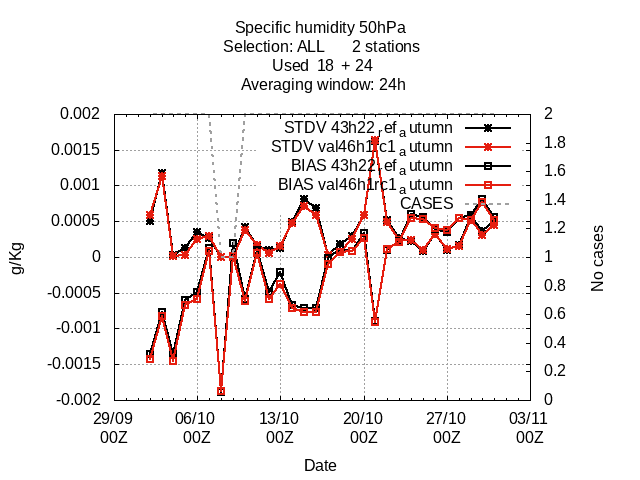 Specific humidity 50hPa
Selection: ALL      2 stations
Used  18  + 24
Averaging window: 24h
0.002
0.0015
0.001
0.0005
0
-0.0005
-0.001
-0.0015
-0.002
g/Kg
STDV 43h22ref_autumn
STDV val46h1rc1_autumn
BIAS 43h22ref_autumn
BIAS val46h1rc1_autumn
CASES
2
1.8
1.6
1.4
1.2
1
0.8
0.6
0.4
0.2
0
No cases
29/09 06/10 13/10 20/10 27/10 03/11
00Z 00Z 00Z 00Z 00Z 00Z
Date